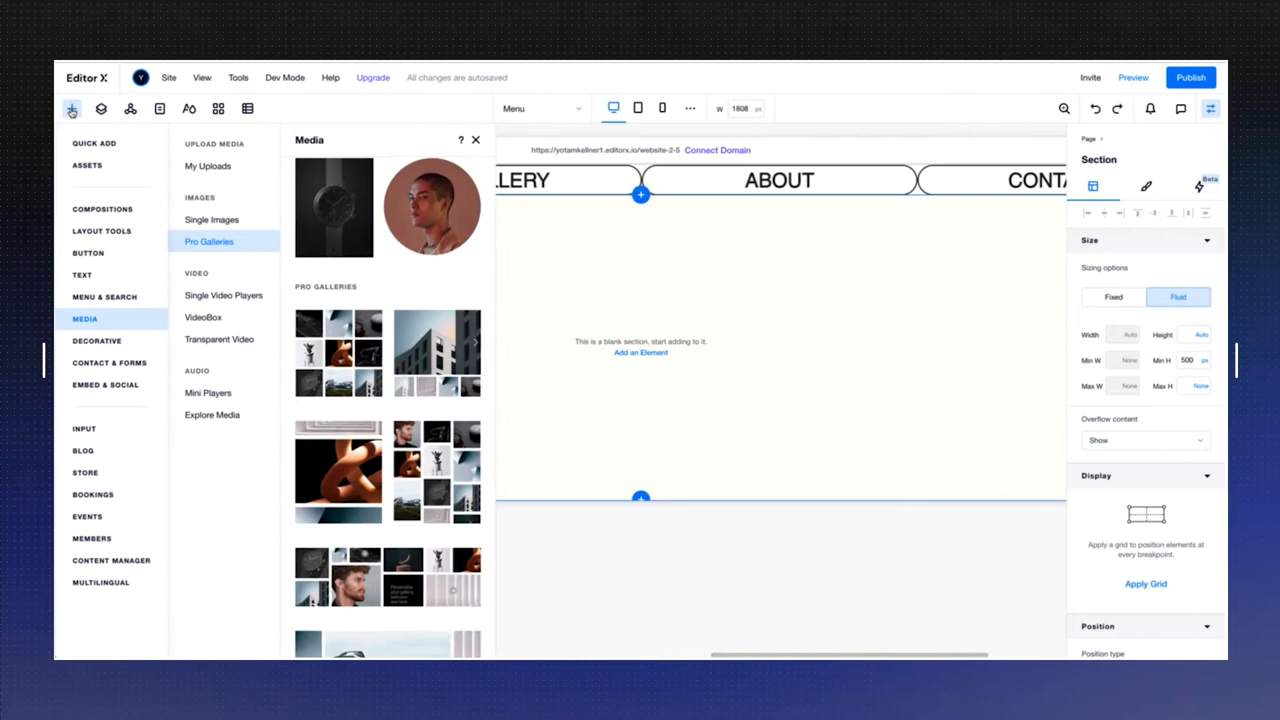 Editor X
Y
Site
View
Tools
Dev Mode
Help
Upgrade
All changes are autosaved
Invite
Preview
Publish
Menu
W
1808
px
QUICK ADD
ASSETS
COMPOSITIONS
LAYOUT TOOLS
BUTTON
TEXT
MENU & SEARCH
MEDIA
DECORATIVE
CONTACT & FORMS
EMBED & SOCIAL
INPUT
BLOG
STORE
BOOKINGS
EVENTS
MEMBERS
CONTENT MANAGER
MULTILINGUAL
UPLOAD MEDIA
My Uploads
IMAGES
Single Images
Pro Galleries
VIDEO
Single Video Players
VideoBox
Transparent Video
AUDIO
Mini Players
Explore Media
Media
?
PRO GALLERIES
https://yotamkellner1.editorx.io/website-2-5 Connect Domain
LLERY
ABOUT
CONTA
This is a blank section, start adding to it.
Add an Element
Page >
Section
Beta
Size
Sizing options
Fixed
Fluid
Width Auto Height Auto
Min W None Min H 500 px
Max W None Max H None
Overflow content
Show
Display
Apply a grid to position elements at
every breakpoint.
Apply Grid
Position
Position type